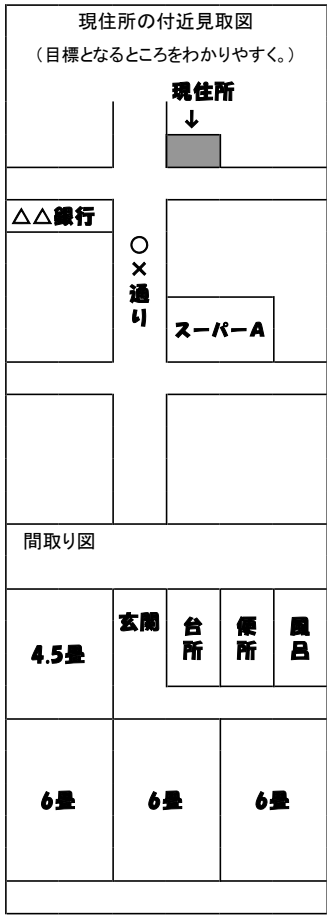 現住所の付近見取図
（目標となるところをわかりやすく。）
現住所
↓
△△銀行
○×通り
スーパーA
間取り図
4.5畳
玄関
台所
便所
風呂
6畳
6畳
6畳